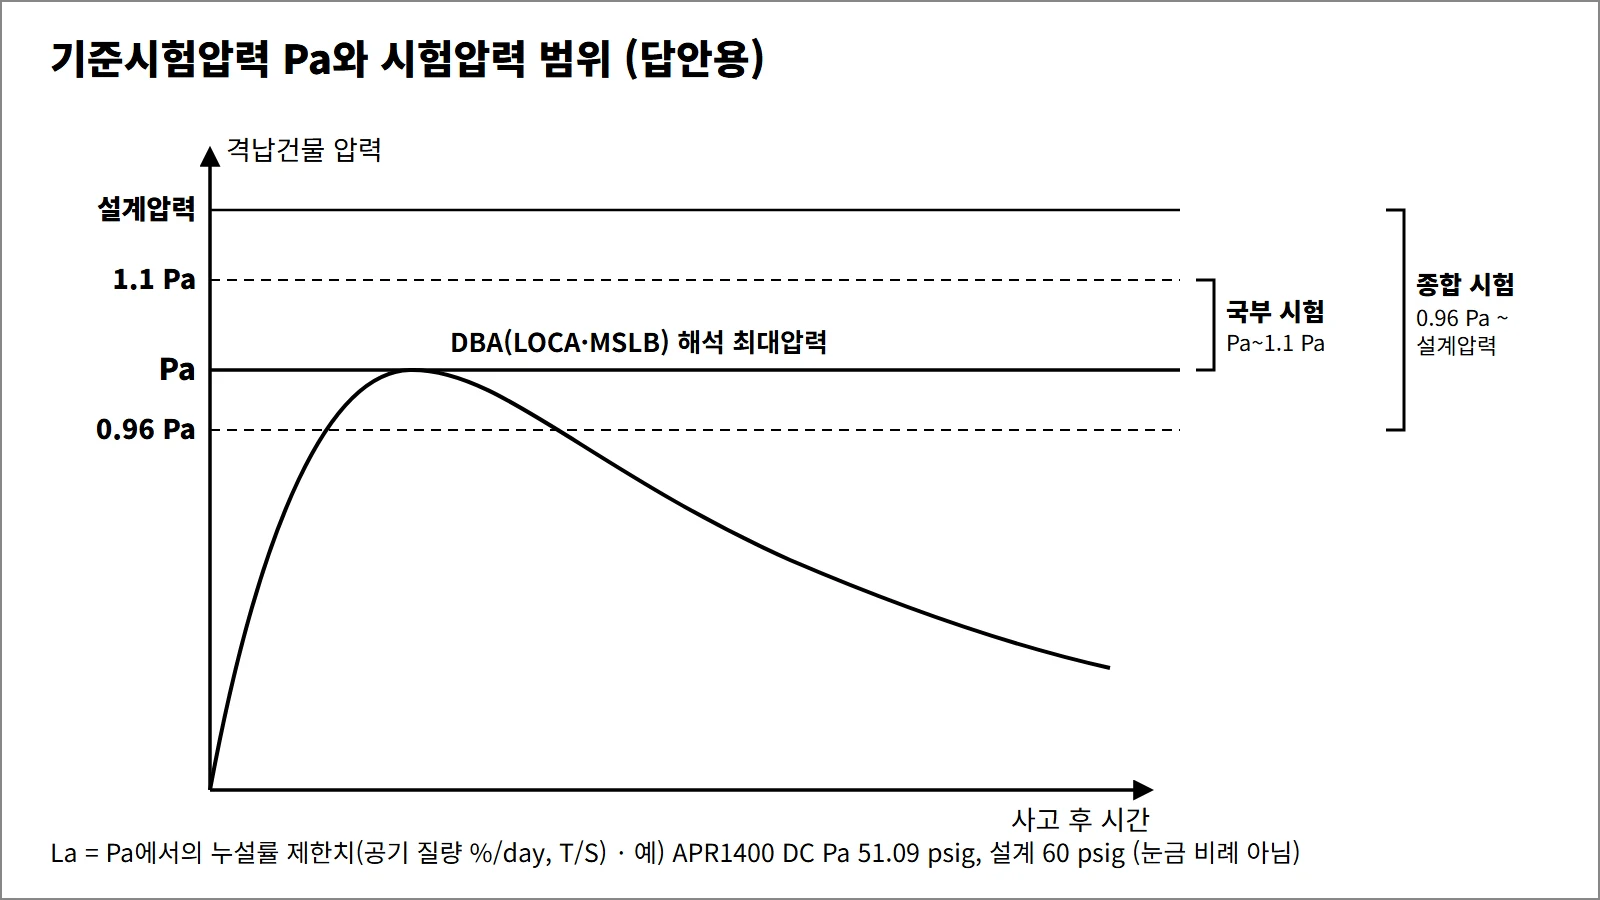 기준시험압력 Pa와 시험압력 범위 (답안용)
격납건물 압력
설계압력
1.1 Pa
종합 시험
0.96 Pa ~
설계압력
국부 시험
Pa~1.1 Pa
DBA(LOCA·MSLB) 해석 최대압력
Pa
0.96 Pa
사고 후 시간
La = Pa에서의 누설률 제한치(공기 질량 %/day, T/S) · 예) APR1400 DC Pa 51.09 psig, 설계 60 psig (눈금 비례 아님)